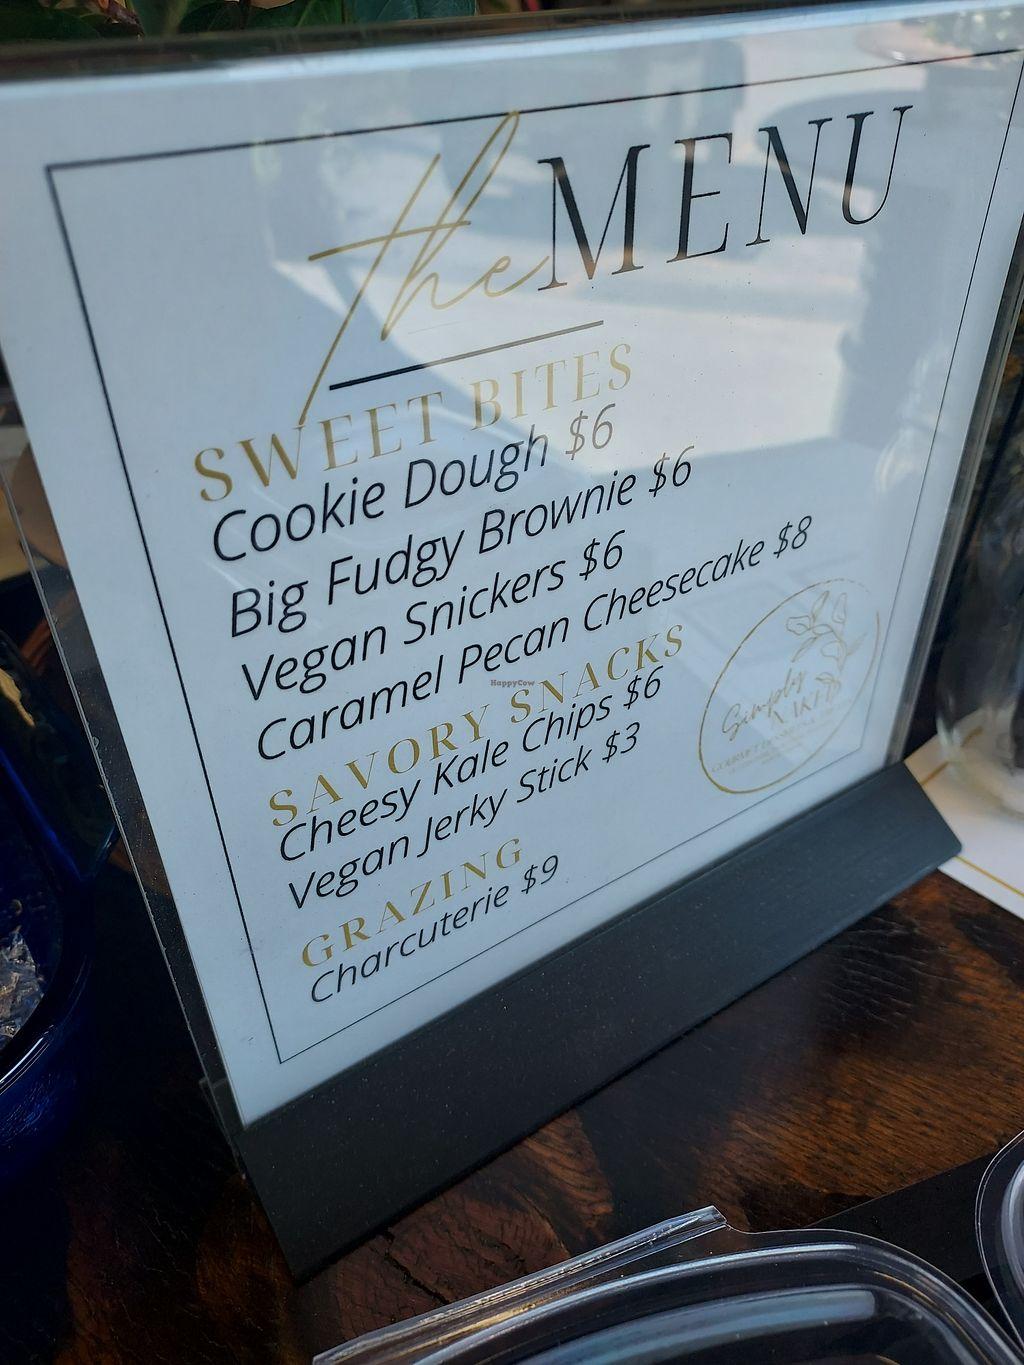 the MENU
SWEET BITES
Cookie Dough $6
Big Fudgy Brownie $6
Vegan Snickers $6
Caramel Pecan Cheesecake $8
SAVORY SNACKS
Cheesy Kale Chips $6
Vegan Jerky Stick $3
GRAZING
Charcuterie $9
Simply
NAKED
HappyCow